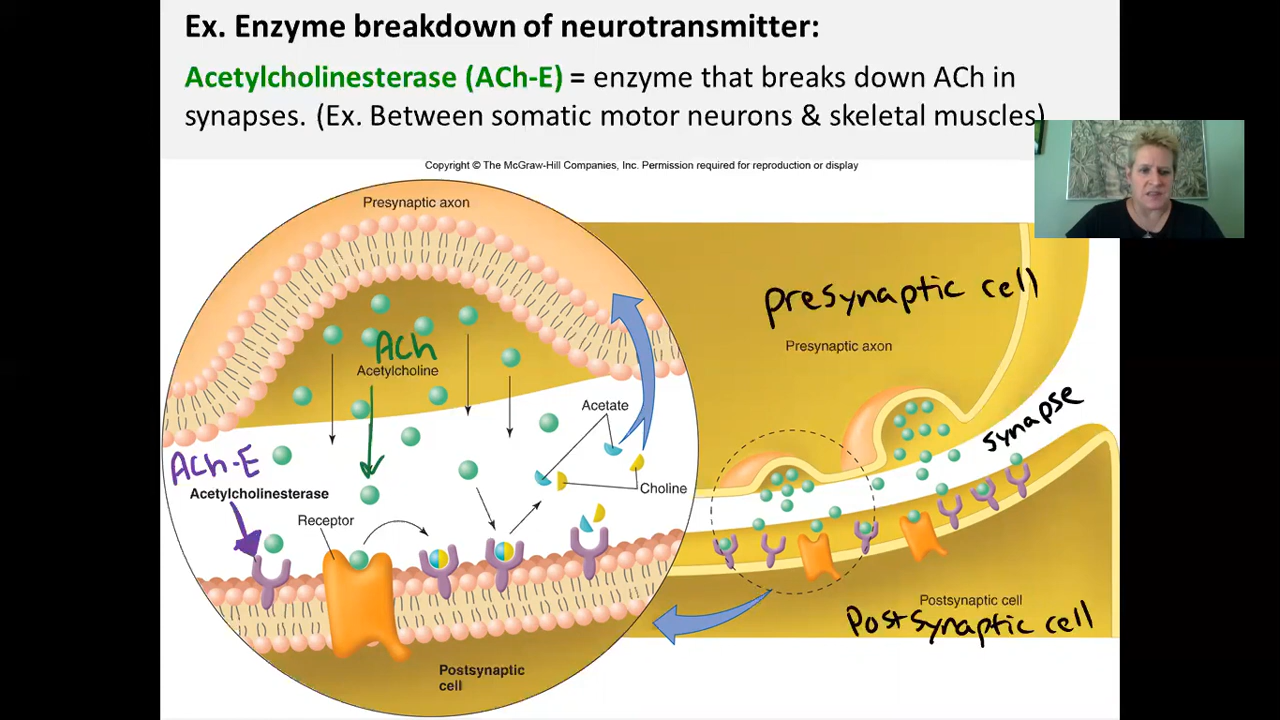 Ex. Enzyme breakdown of neurotransmitter:
Acetylcholinesterase (ACh-E) = enzyme that breaks down ACh in
synapses. (Ex. Between somatic motor neurons & skeletal muscles)
Copyright © The McGraw-Hill Companies, Inc. Permission required for reproduction or display
Presynaptic axon
presynaptic cell
Presynaptic axon
ACh
Acetylcholine
Acetate
synapse
ACh-E
Acetylcholinesterase
Choline
Receptor
Postsynaptic cell
Postsynaptic cell
Postsynaptic
cell